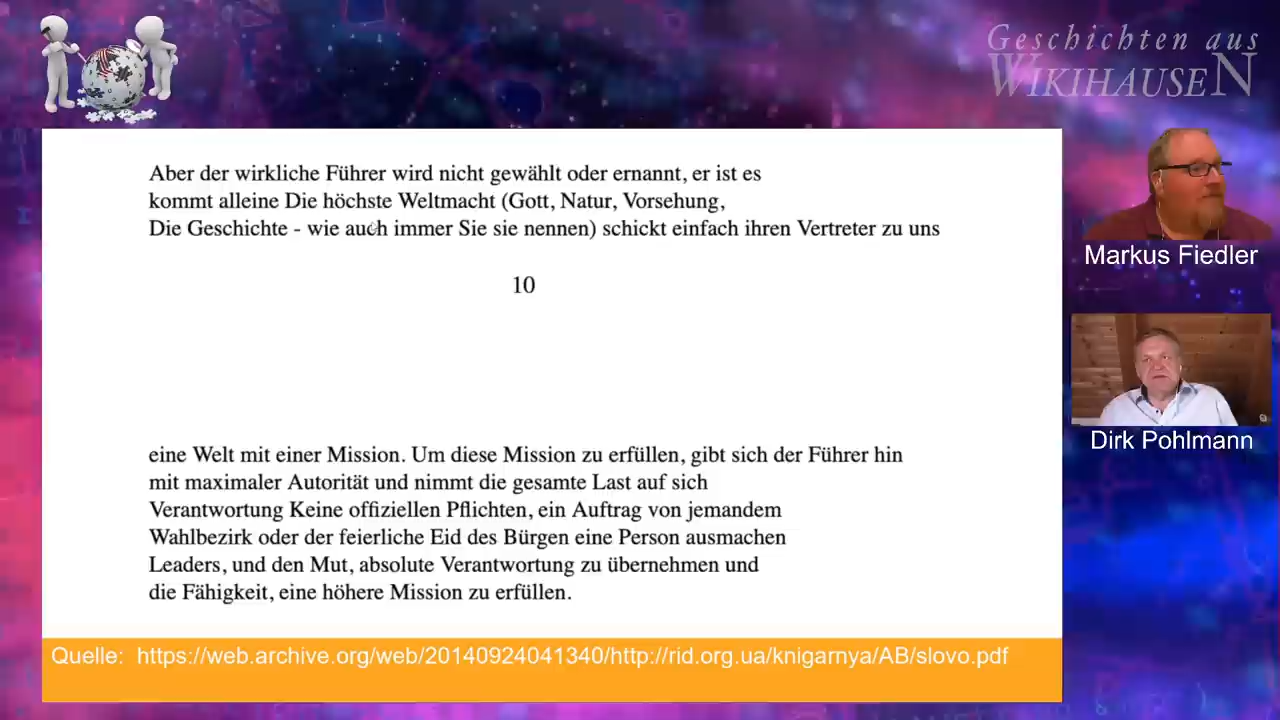 Geschichten aus
WIKIHAUSEN
Aber der wirkliche Führer wird nicht gewählt oder ernannt, er ist es
kommt alleine Die höchste Weltmacht (Gott, Natur, Vorsehung,
Die Geschichte - wie auch immer Sie sie nennen) schickt einfach ihren Vertreter zu uns
10
eine Welt mit einer Mission. Um diese Mission zu erfüllen, gibt sich der Führer hin
mit maximaler Autorität und nimmt die gesamte Last auf sich
Verantwortung Keine offiziellen Pflichten, ein Auftrag von jemandem
Wahlbezirk oder der feierliche Eid des Bürgen eine Person ausmachen
Leaders, und den Mut, absolute Verantwortung zu übernehmen und
die Fähigkeit, eine höhere Mission zu erfüllen.
Quelle: https://web.archive.org/web/20140924041340/http://rid.org.ua/knigarnya/AB/slovo.pdf
Markus Fiedler
Dirk Pohlmann